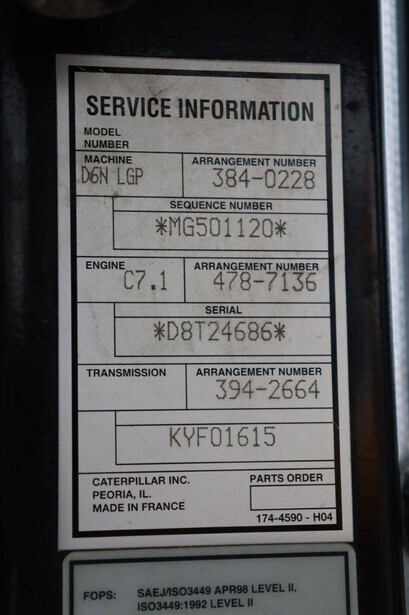 SERVICE INFORMATION
MODEL
NUMBER
MACHINE ARRANGEMENT NUMBER
D6N LGP 384-0228
SEQUENCE NUMBER
*MG501120*
ENGINE ARRANGEMENT NUMBER
C7.1 478-7136
SERIAL
*D8T24686*
TRANSMISSION ARRANGEMENT NUMBER
394-2664
KYF01615
CATERPILLAR INC. PARTS ORDER
PEORIA, IL.
MADE IN FRANCE
174-4590 - H04
FOPS: SAEJ/ISO3449 APR98 LEVEL II,
ISO3449:1992 LEVEL II